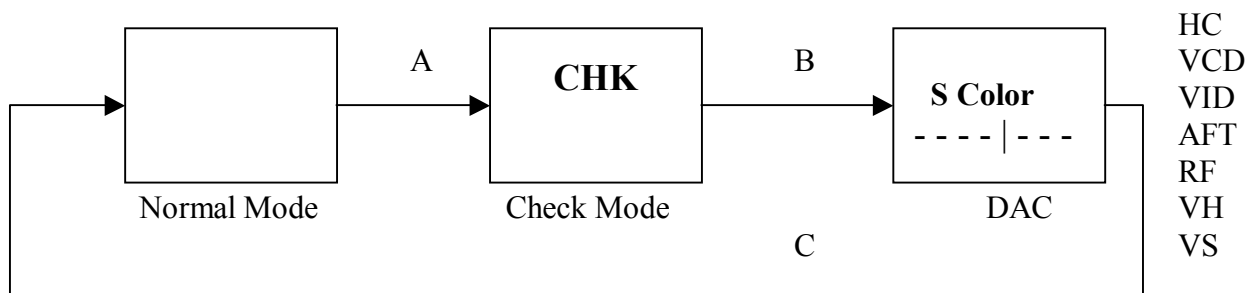 A
CHK
B
S Color
- - - - | - - -
Normal Mode
Check Mode
DAC
C
HC
VCD
VID
AFT
RF
VH
VS